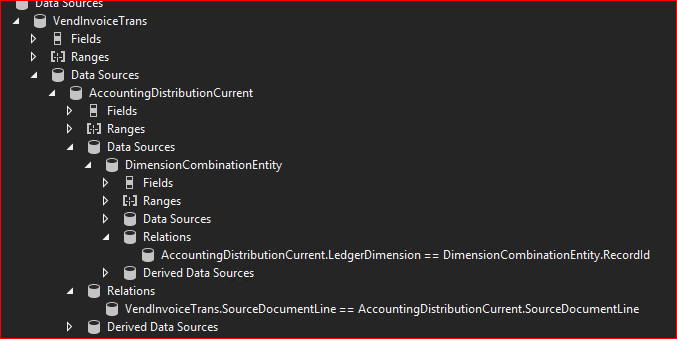 Data Sources
VendInvoiceTrans
Fields
Ranges
Data Sources
AccountingDistributionCurrent
Fields
Ranges
Data Sources
DimensionCombinationEntity
Fields
Ranges
Data Sources
Relations
AccountingDistributionCurrent.LedgerDimension == DimensionCombinationEntity.RecordId
Derived Data Sources
Relations
VendInvoiceTrans.SourceDocumentLine == AccountingDistributionCurrent.SourceDocumentLine
Derived Data Sources